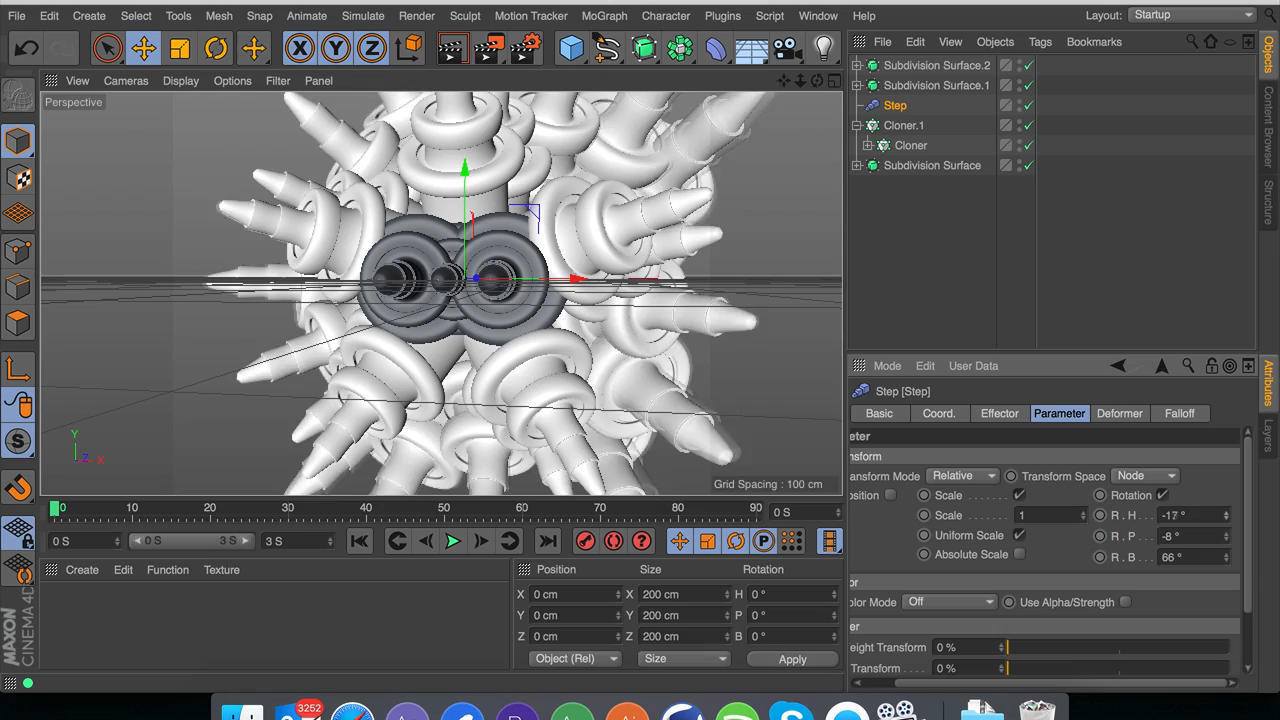 File Edit Create Select Tools Mesh Snap Animate Simulate Render Sculpt Motion Tracker MoGraph Character Plugins Script Window Help Layout: Startup
X Y Z
File Edit View Objects Tags Bookmarks
View Cameras Display Options Filter Panel
Perspective
Subdivision Surface.2
Subdivision Surface.1
Step
Cloner.1
Cloner
Subdivision Surface
Objects
Content Browser
Structure
Y
Z X
Grid Spacing : 100 cm
Mode Edit User Data
Step [Step]
Basic Coord. Effector Parameter Deformer Falloff
eter
nsform
ansform Mode Relative Transform Space Node
osition Scale Rotation
Scale 1 R . H -17 °
Uniform Scale R . P -8 °
Absolute Scale R . B 66 °
or
olor Mode Off Use Alpha/Strength
er
eight Transform 0 %
Transform 0 %
Attributes
Layers
S
0 10 20 30 40 50 60 70 80 90 0 S
0 S 0 S 3 S 3 S P
Create Edit Function Texture
Position Size Rotation
X 0 cm X 200 cm H 0 °
Y 0 cm Y 200 cm P 0 °
Z 0 cm Z 200 cm B 0 °
Object (Rel) Size Apply
MAXON
CINEMA 4D
3252